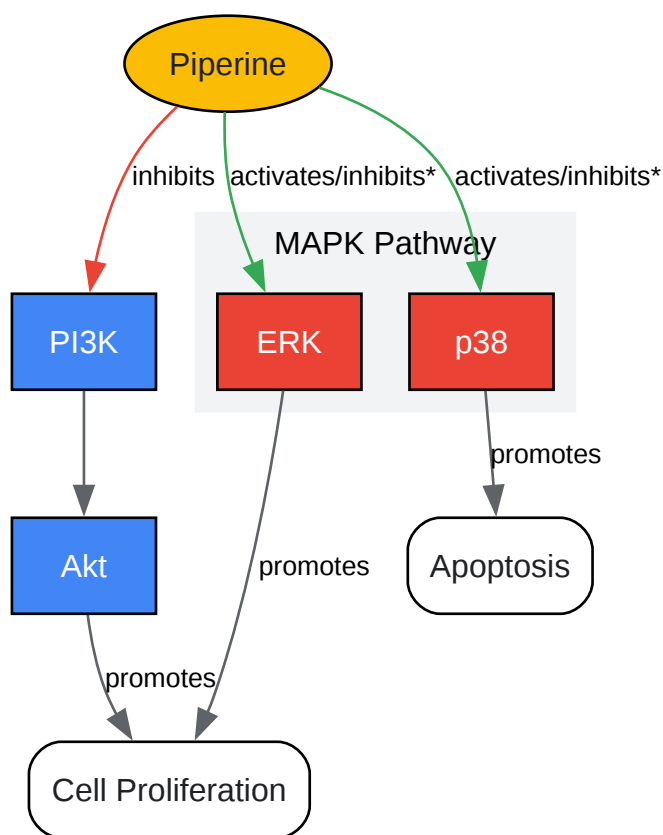 Piperine
inhibits
activates/inhibits*
activates/inhibits*
MAPK Pathway
PI3K
ERK
p38
promotes
Akt
promotes
Apoptosis
promotes
Cell Proliferation